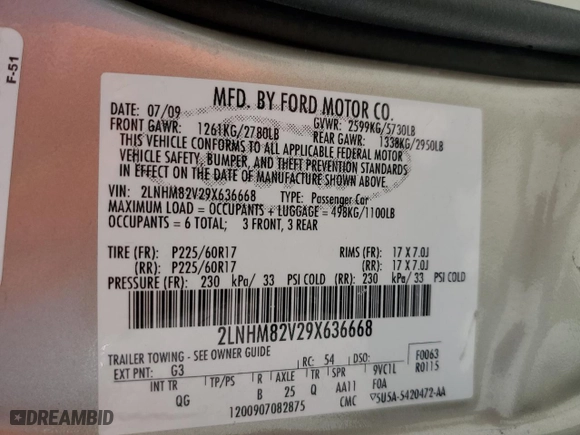 F-51
MFD. BY FORD MOTOR CO.
DATE: 07/09 GVWR: 2599KG/5730LB
FRONT GAWR: 1261KG/2780LB REAR GAWR: 1338KG/2950LB
THIS VEHICLE CONFORMS TO ALL APPLICABLE FEDERAL MOTOR
VEHICLE SAFETY, BUMPER, AND THEFT PREVENTION STANDARDS
IN EFFECT ON THE DATE OF MANUFACTURE SHOWN ABOVE.
VIN: 2LNHM82V29X636668 TYPE: Passenger Car
MAXIMUM LOAD = OCCUPANTS + LUGGAGE = 498KG/1100LB
OCCUPANTS = 6 TOTAL; 3 FRONT, 3 REAR
TIRE (FR): P225/60R17 RIMS (FR): 17 X 7.0J
(RR): P225/60R17 (RR): 17 X 7.0J
PRESSURE (FR): 230 kPa/ 33 PSI COLD (RR): 230 kPa/ 33 PSI COLD
2LNHM82V29X636668
TRAILER TOWING - SEE OWNER GUIDE
EXT PNT: G3 RC: 54 DSO: F0063
R0115
INT TR TP/PS R AXLE TR SPR 9VC1L
QG B 25 Q AA11 FOA
1200907082875 CMC ▽5U5A-5420472-AA
AUTOBIDMASTER